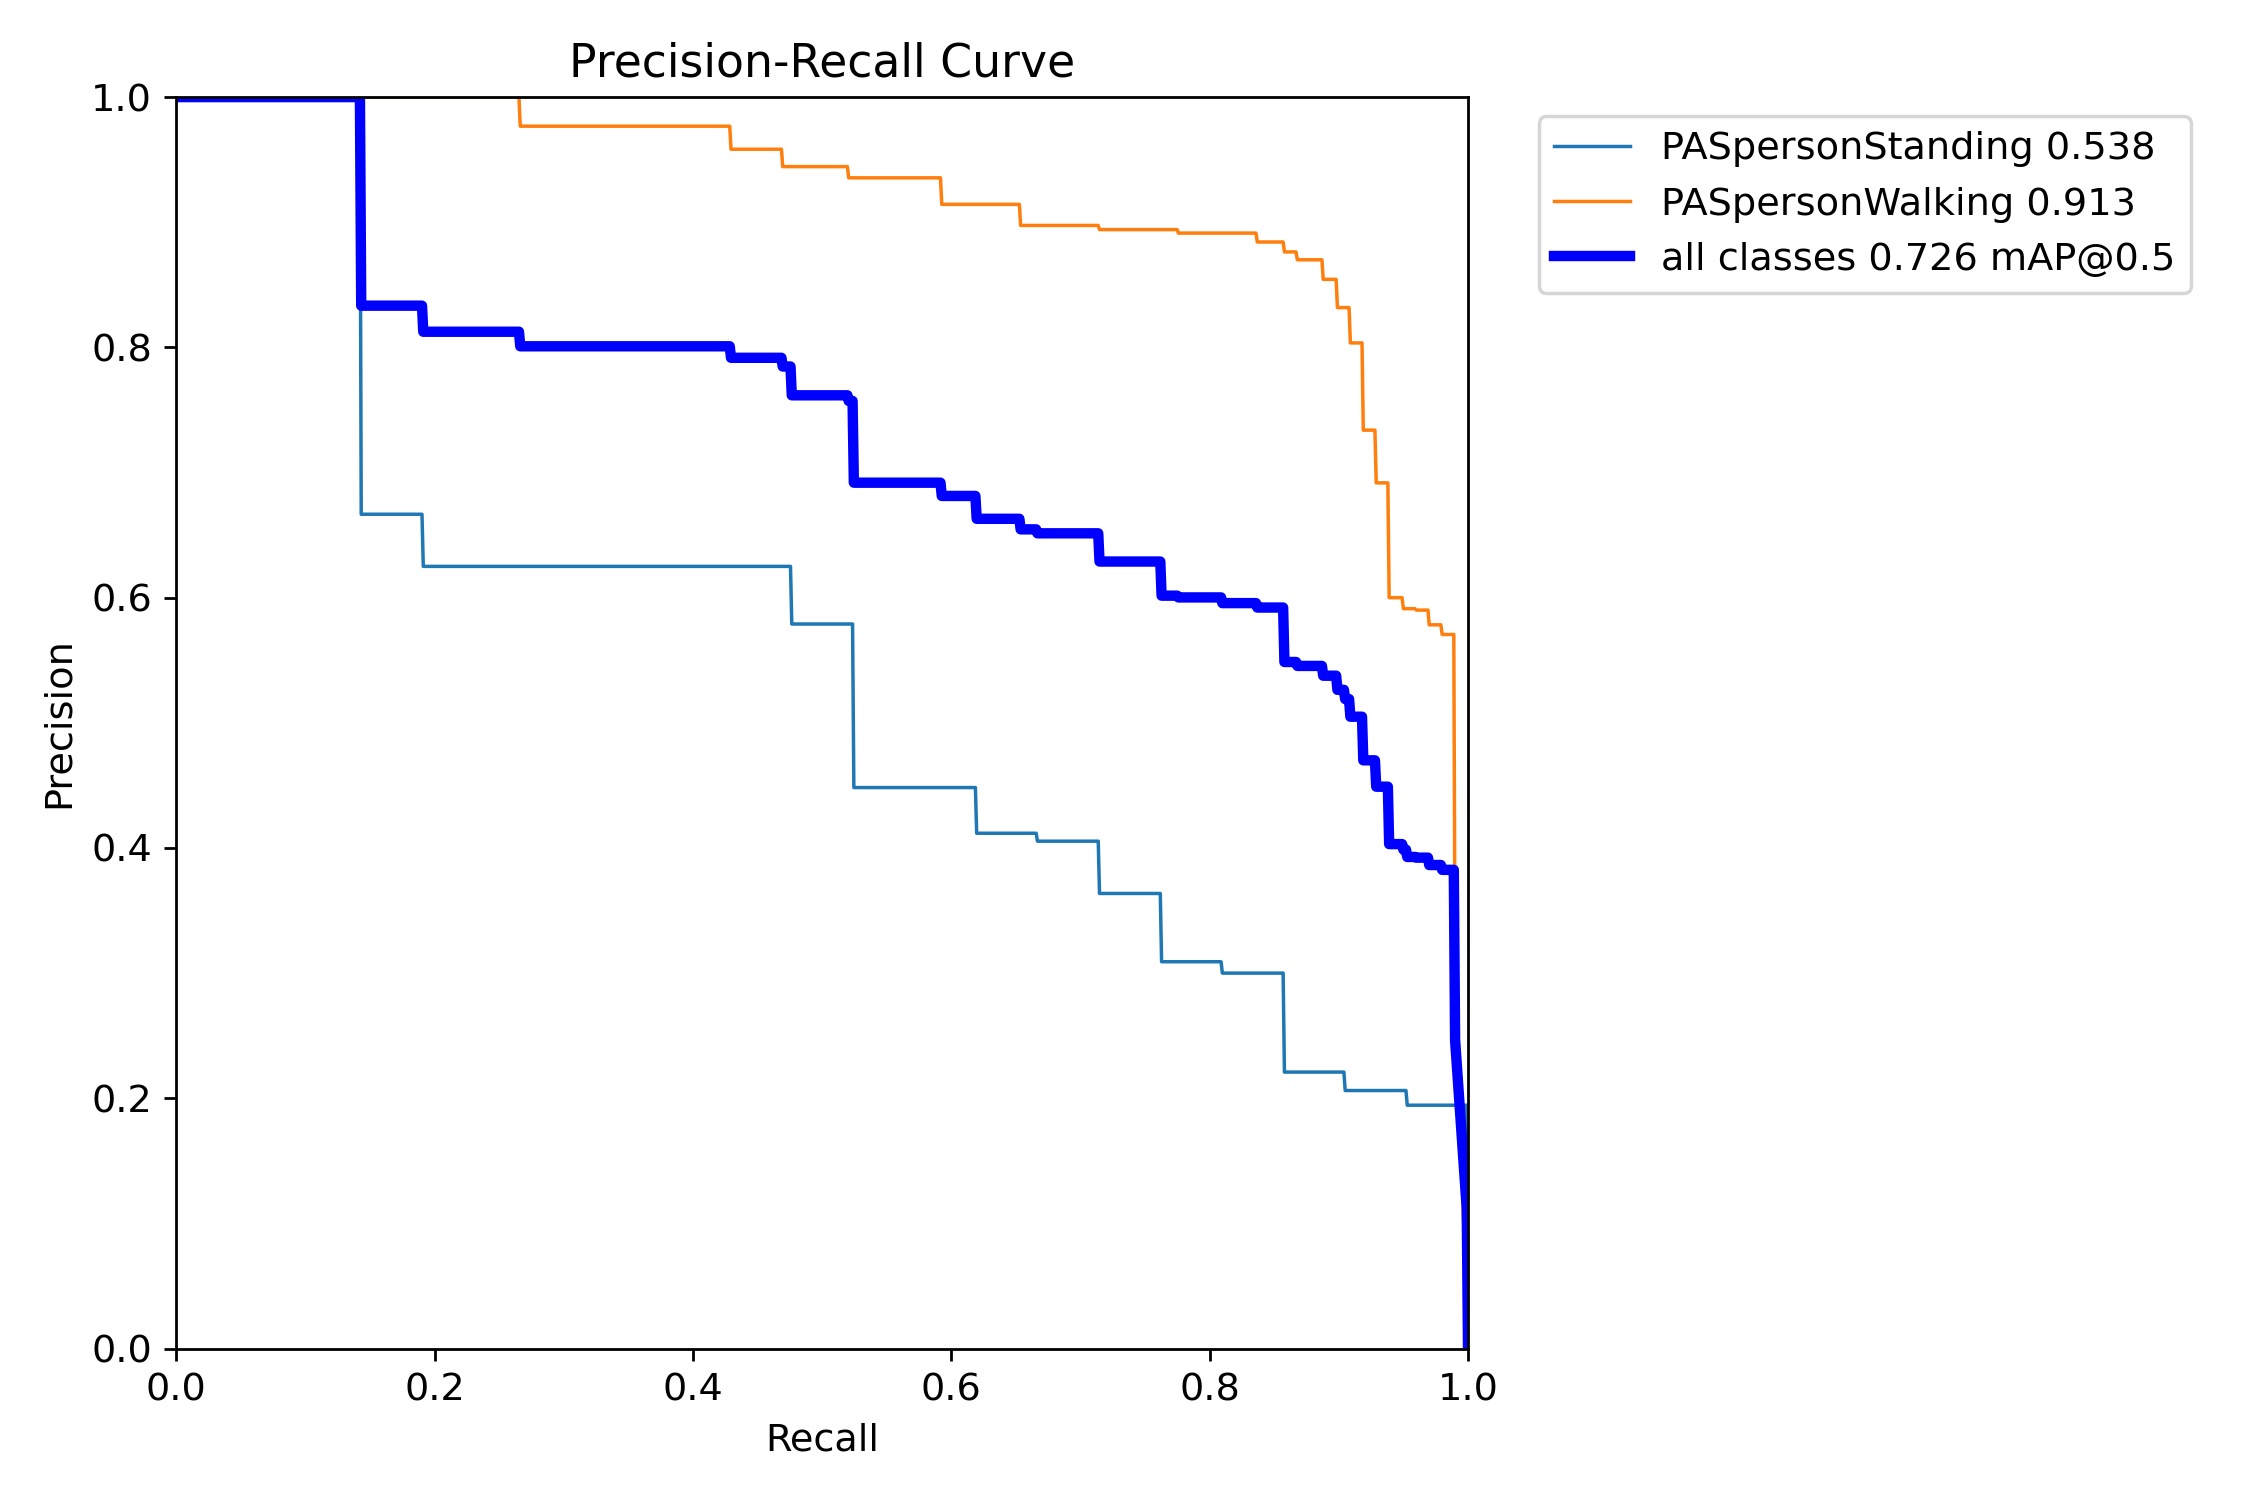 Precision-Recall Curve
1.0
0.8
0.6
0.4
0.2
0.0
Precision
0.0 0.2 0.4 0.6 0.8 1.0
Recall
PASpersonStanding 0.538
PASpersonWalking 0.913
all classes 0.726 mAP@0.5